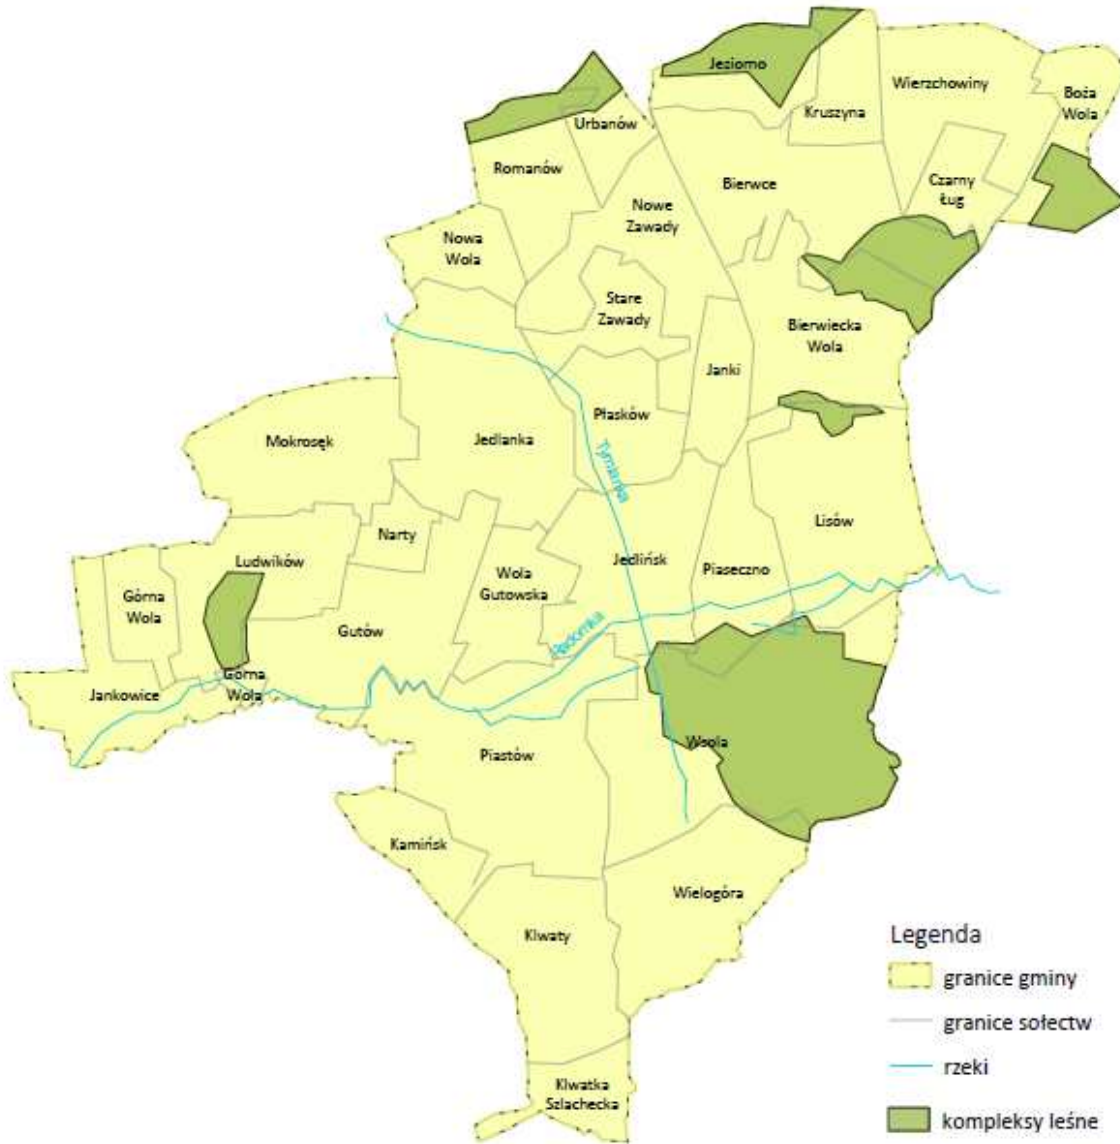 Jeziorno
Kruszyna
Wierzchowiny
Boża
Wola
Urbanów
Romanów
Bierwce
Czarny
Ług
Nowe
Zawady
Nowa
Wola
Stare
Zawady
Bierwiecka
Wola
Janki
Płasków
Mokrosęk
Jedlanka
Tymianka
Lisów
Narty
Ludwików
Wola
Gutowska
Jedlińsk
Piaseczno
Górna
Wola
Gutów
Radomka
Górna
Wola
Jankowice
Wsola
Piastów
Kamińsk
Wielogóra
Klwaty
Klwatka
Szlachecka
Legenda
granice gminy
granice sołectw
rzeki
kompleksy leśne